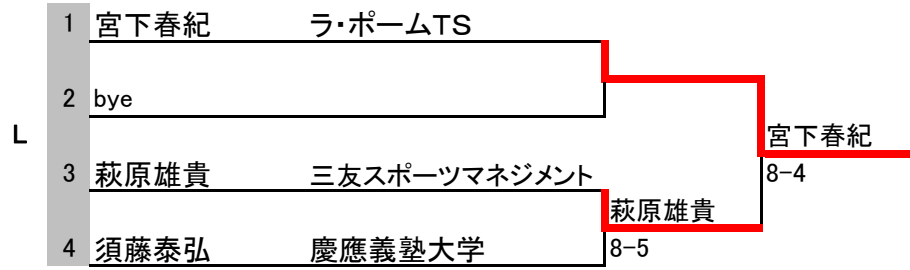 1 宮下春紀 ラ・ポームTS
2 bye
L
宮下春紀
3 萩原雄貴 三友スポーツマネジメント
8-4
萩原雄貴
4 須藤泰弘 慶應義塾大学
8-5